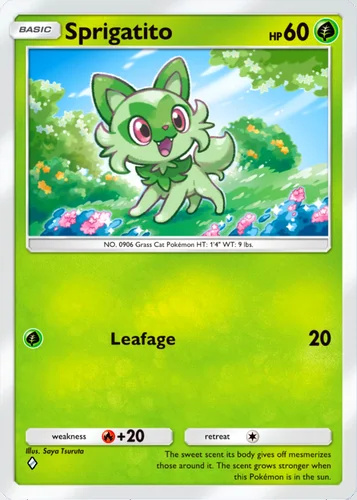 BASIC Sprigatito HP 60
NO. 0906 Grass Cat Pokémon HT: 1'4" WT: 9 lbs.
Leafage 20
weakness +20 retreat
Illus. Saya Tsuruta
The sweet scent its body gives off mesmerizes
those around it. The scent grows stronger when
this Pokémon is in the sun.